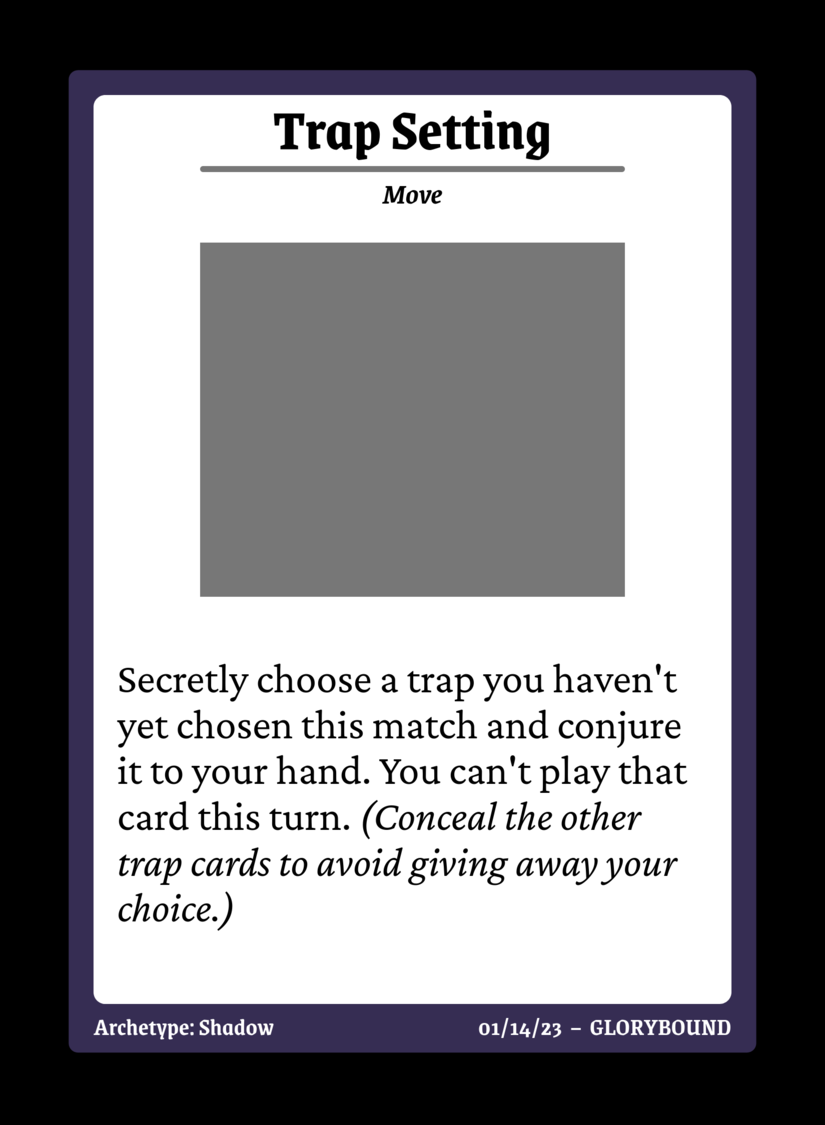 Trap Setting
Move
Secretly choose a trap you haven't
yet chosen this match and conjure
it to your hand. You can't play that
card this turn. (Conceal the other
trap cards to avoid giving away your
choice.)
Archetype: Shadow
01/14/23 – GLORYBOUND